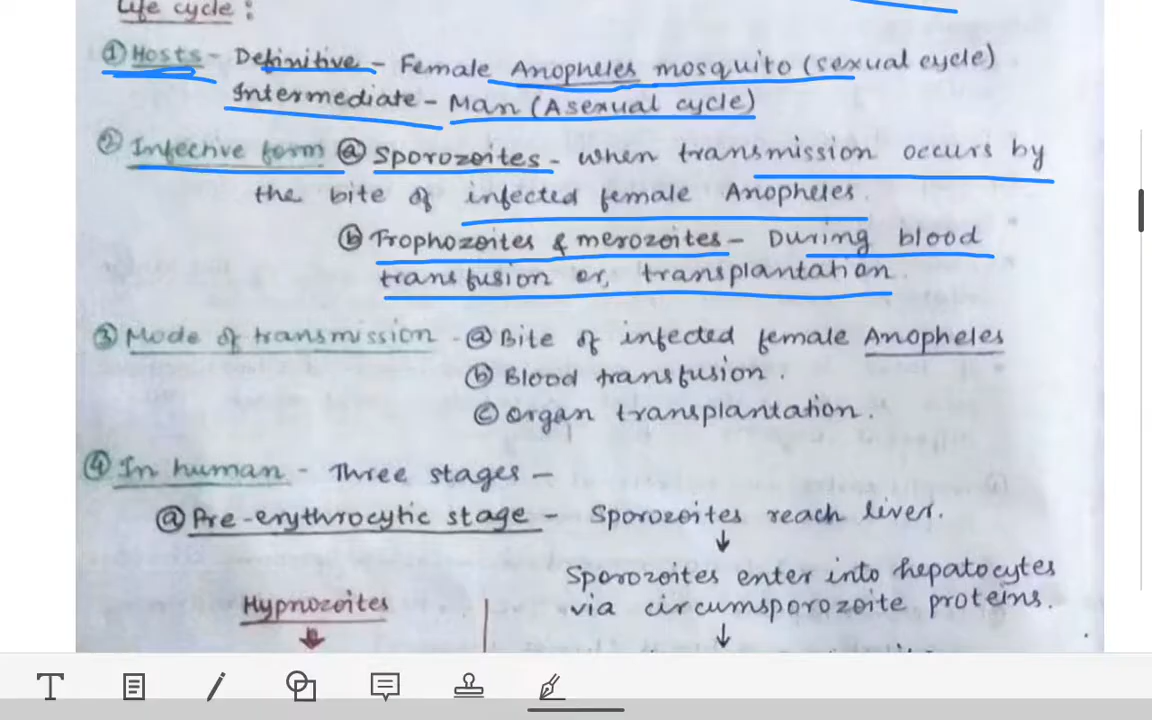 Life cycle:
① Hosts - Definitive - Female Anopheles mosquito (sexual cycle)
Intermediate - Man (Asexual cycle)
② Infective form ⓐ Sporozoites - when transmission occurs by
the bite of infected female Anopheles.
ⓑ Trophozoites & merozoites - During blood
transfusion or, transplantation.
③ Mode of transmission - ⓐ Bite of infected female Anopheles
ⓑ Blood transfusion.
ⓒ Organ transplantation.
④ In human - Three stages -
ⓐ Pre-erythrocytic stage - Sporozoites reach liver.
↓
Sporozoites enter into hepatocytes
Hypnozoites via circumsporozoite proteins.
↓ ↓
T